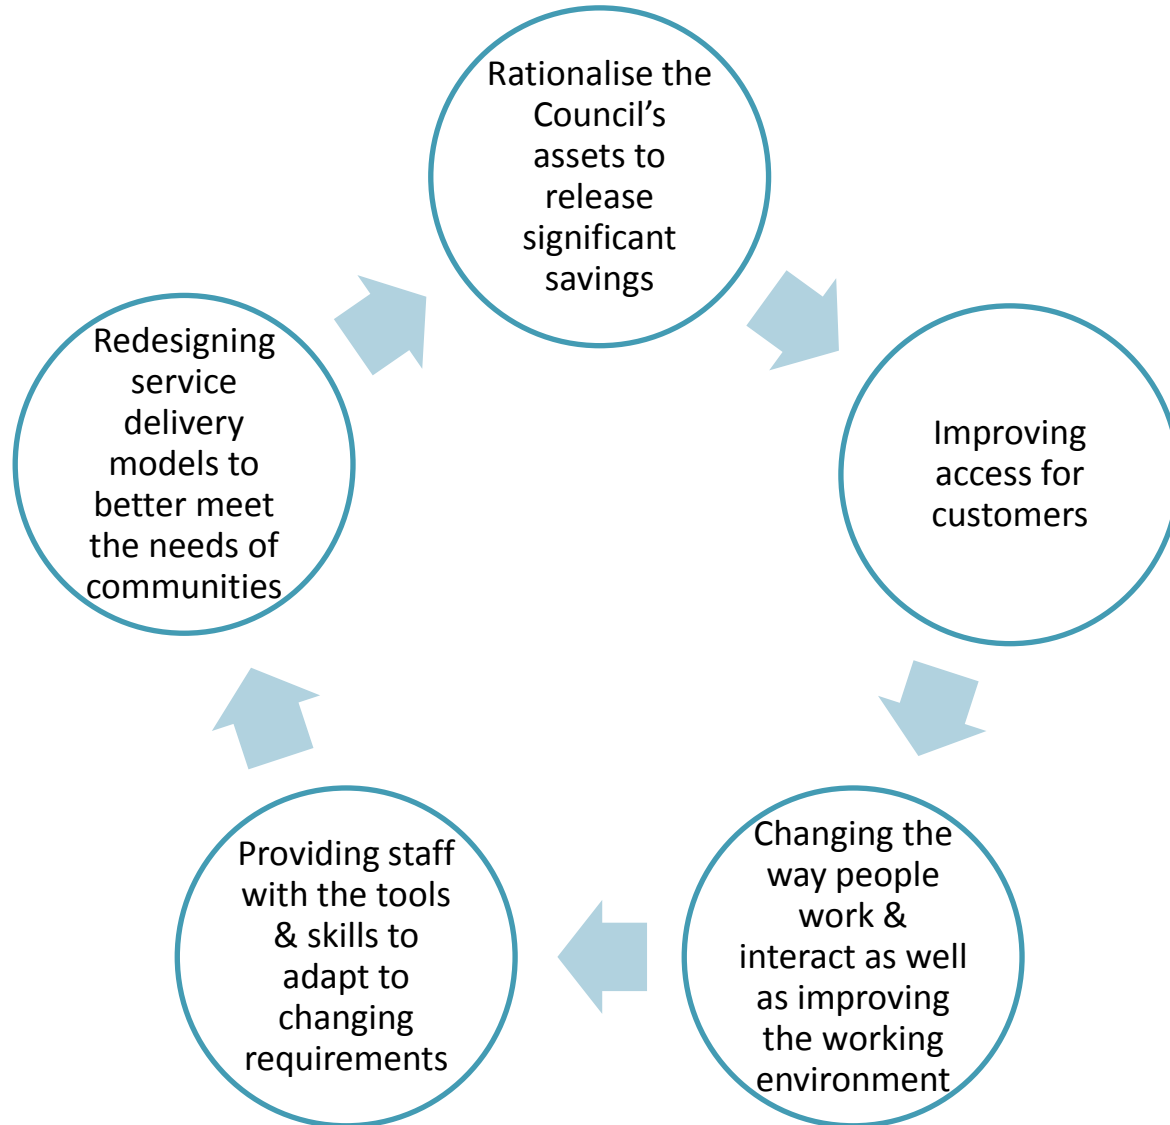 Rationalise the
Council’s
assets to
release
significant
savings
Improving
access for
customers
Changing the
way people
work &
interact as well
as improving
the working
environment
Providing staff
with the tools
& skills to
adapt to
changing
requirements
Redesigning
service
delivery
models to
better meet
the needs of
communities